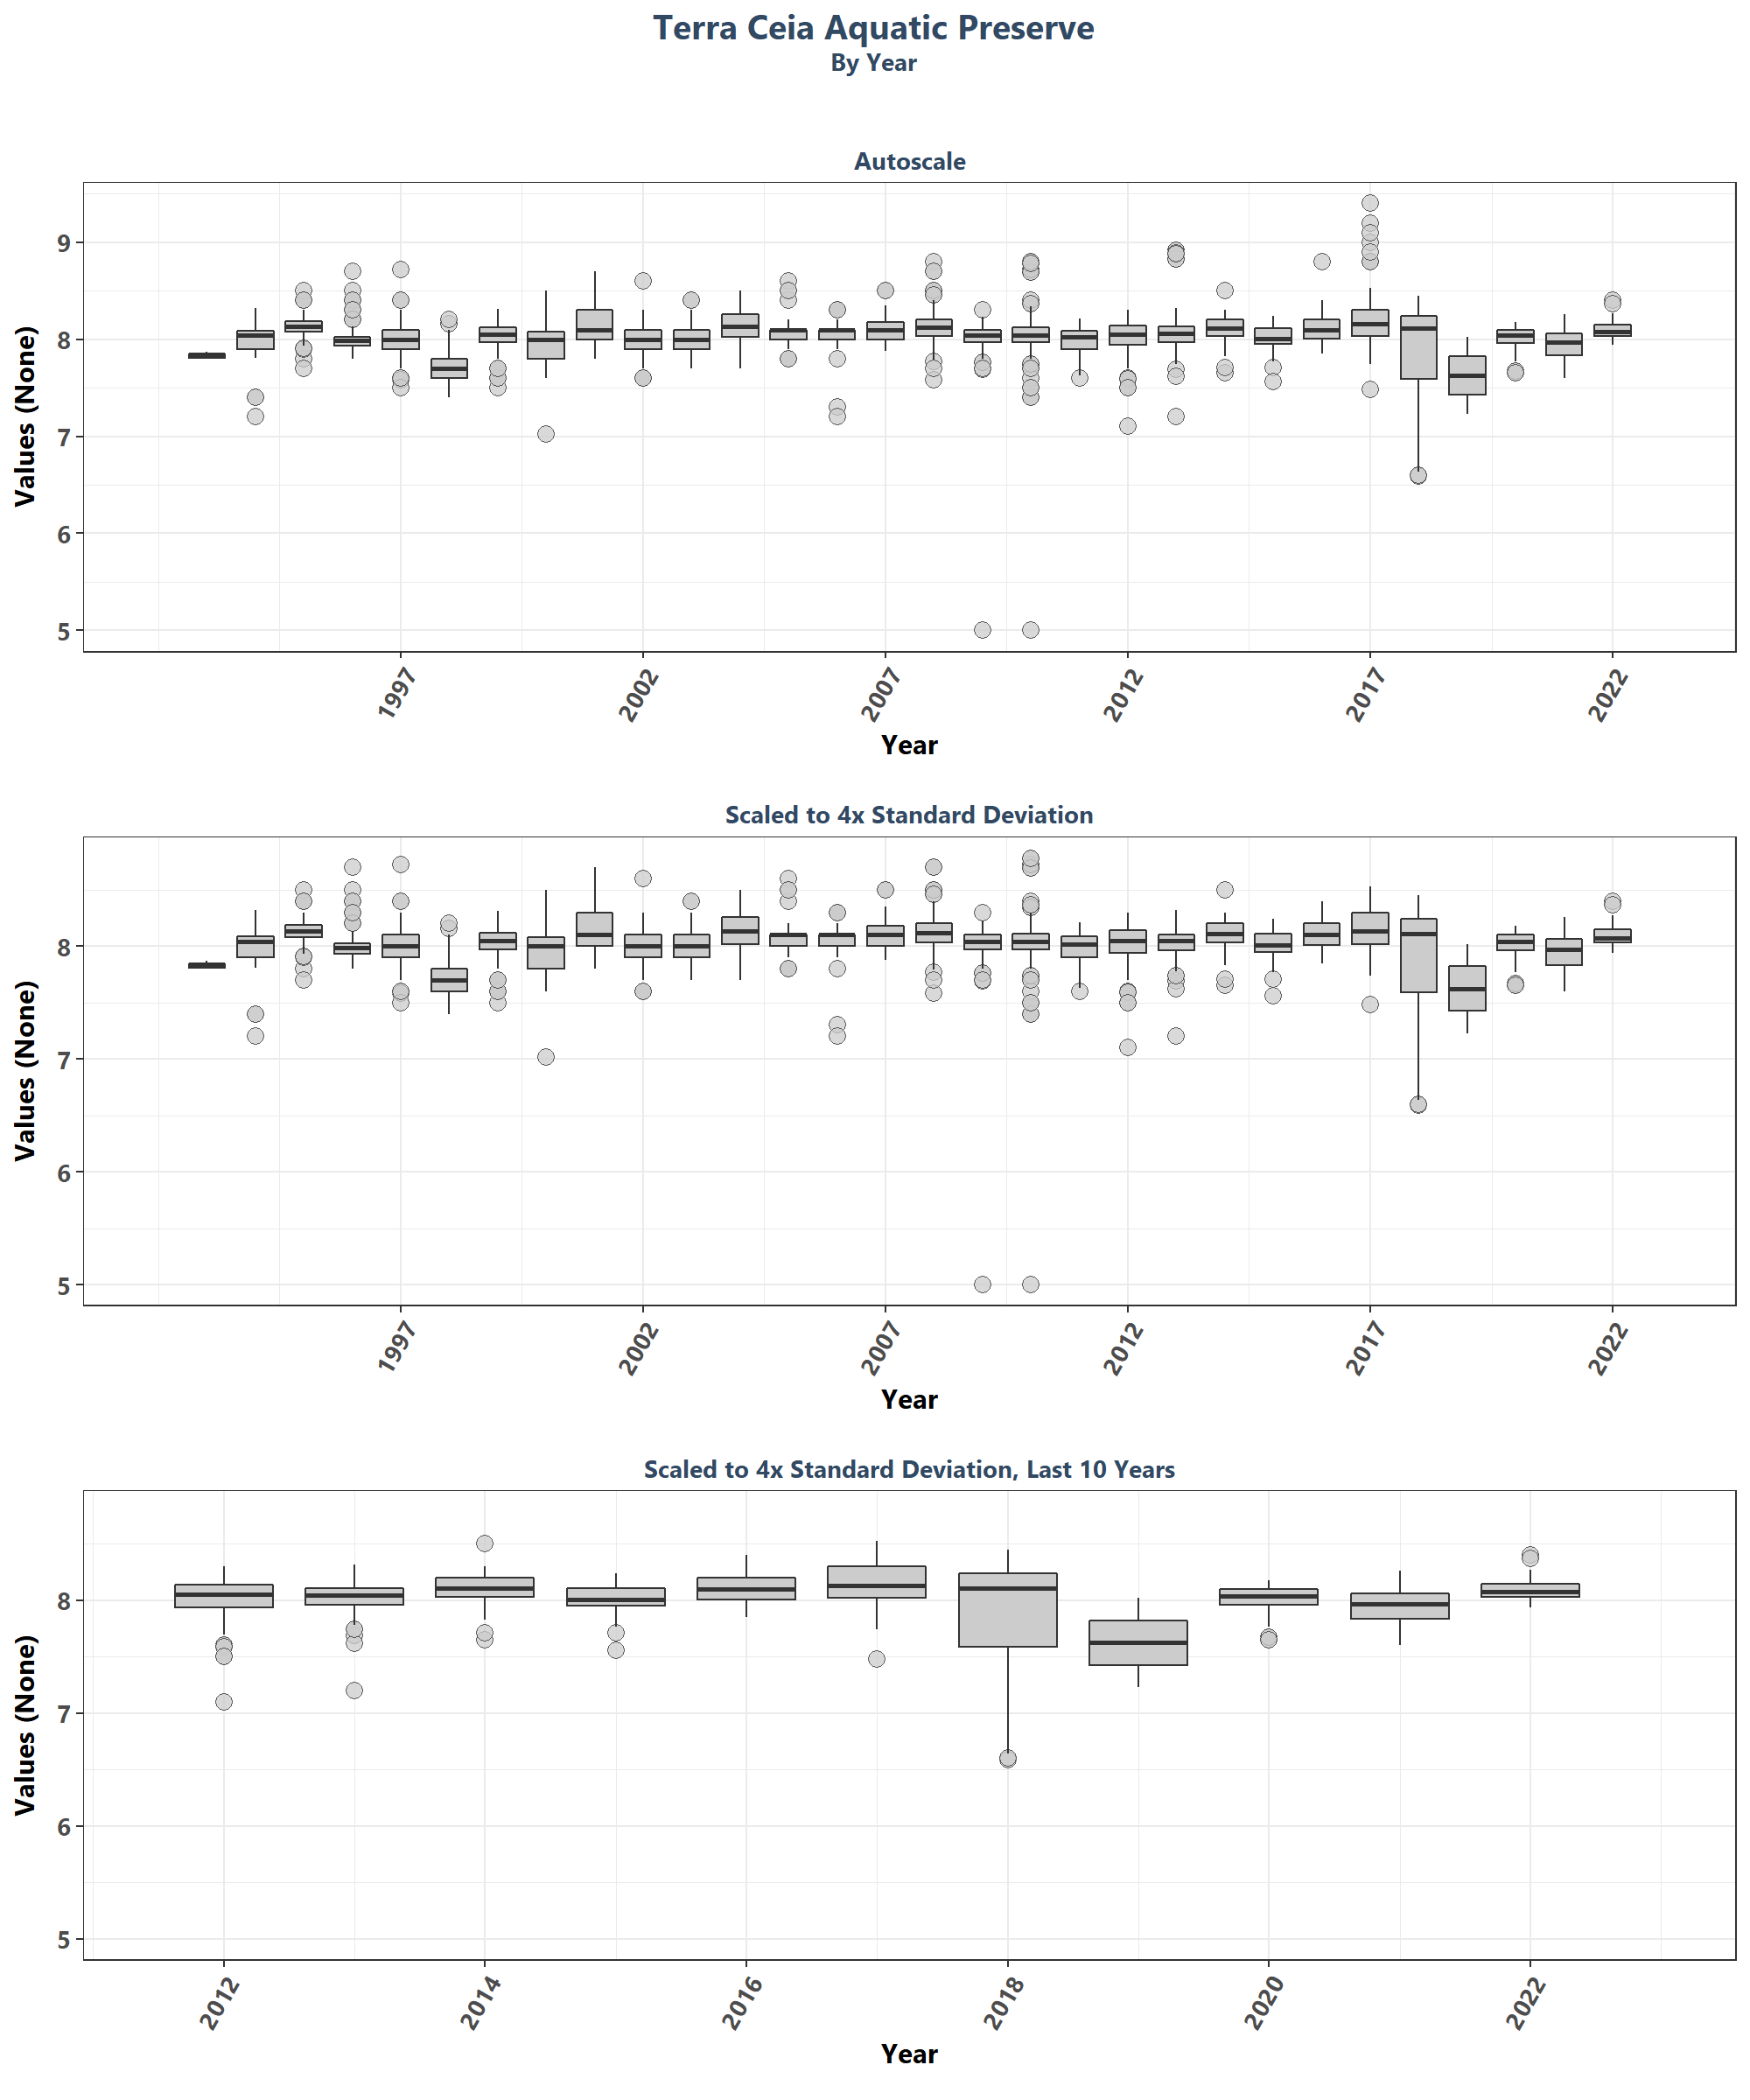 Terra Ceia Aquatic Preserve
By Year
Autoscale
Values (None)
9
8
7
6
5
1997
2002
2007
2012
2017
2022
Year
Scaled to 4x Standard Deviation
Values (None)
8
7
6
5
1997
2002
2007
2012
2017
2022
Year
Scaled to 4x Standard Deviation, Last 10 Years
Values (None)
8
7
6
5
2012
2014
2016
2018
2020
2022
Year